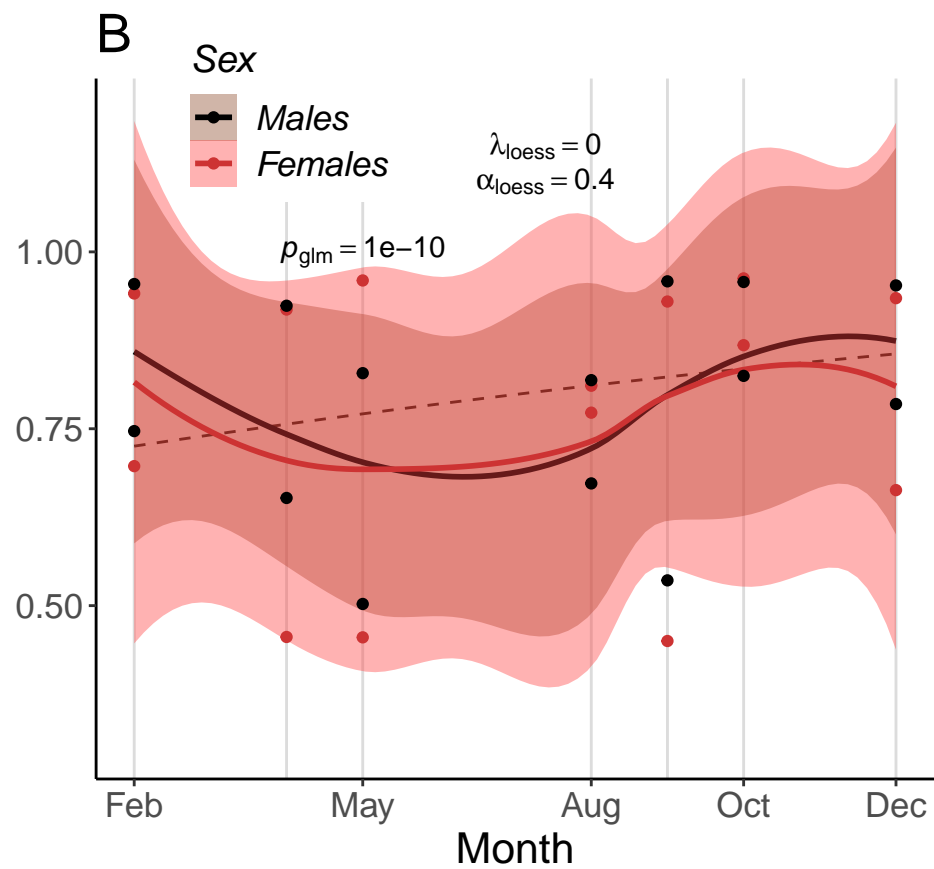 B
Sex
Males
Females
λloess = 0
αloess = 0.4
pglm = 1e−10
1.00
0.75
0.50
Feb May Aug Oct Dec
Month